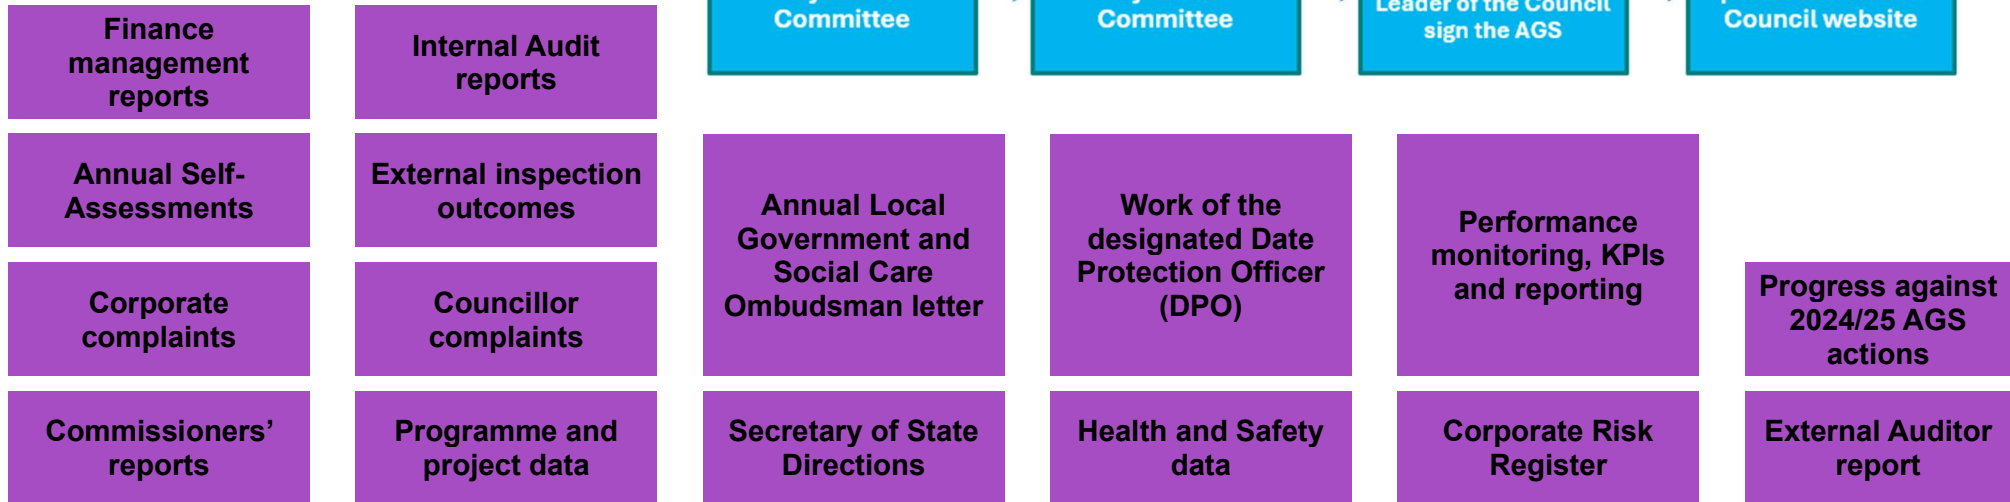 Committee
Committee
Leader of the Council
sign the AGS
Council website
Finance
management
reports
Internal Audit
reports
Annual Self-
Assessments
External inspection
outcomes
Annual Local
Government and
Social Care
Ombudsman letter
Work of the
designated Date
Protection Officer
(DPO)
Performance
monitoring, KPIs
and reporting
Corporate
complaints
Councillor
complaints
Progress against
2024/25 AGS
actions
Commissioners’
reports
Programme and
project data
Secretary of State
Directions
Health and Safety
data
Corporate Risk
Register
External Auditor
report